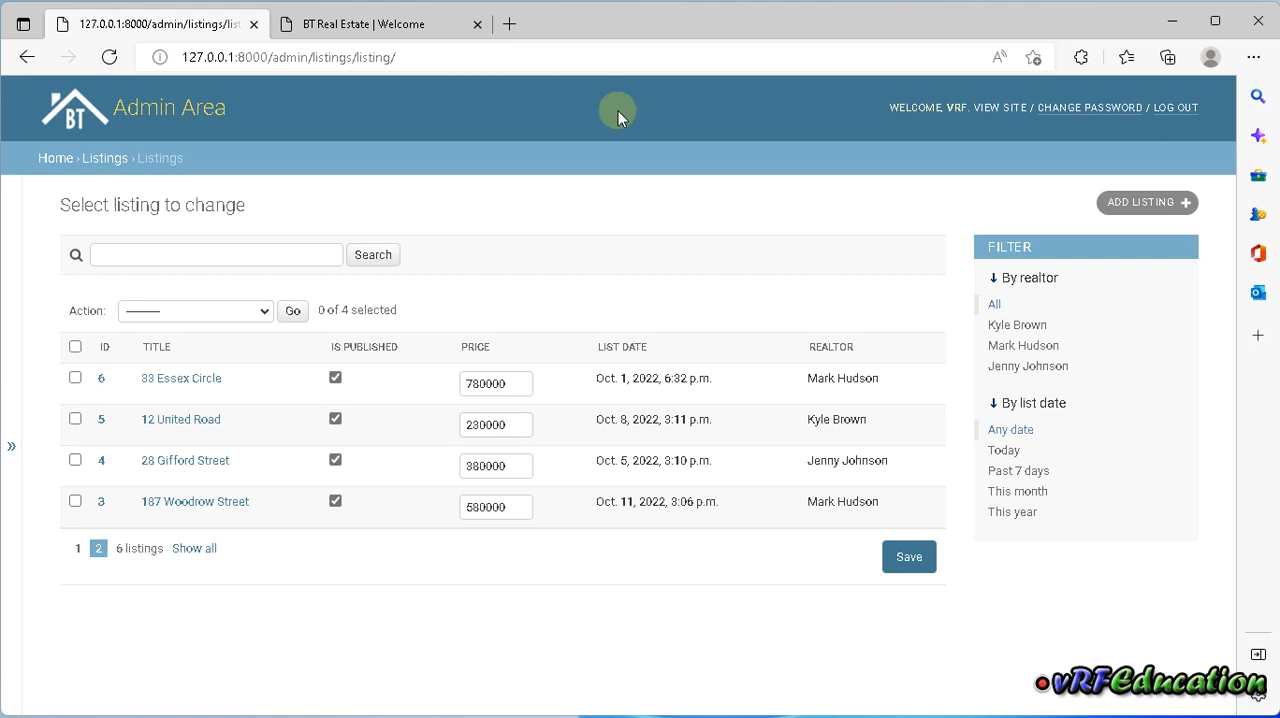 127.0.0.1:8000/admin/listings/list
BT Real Estate | Welcome
127.0.0.1:8000/admin/listings/listing/
BT Admin Area
WELCOME, VRF. VIEW SITE / CHANGE PASSWORD / LOG OUT
Home › Listings › Listings
Select listing to change
ADD LISTING +
Search
Action: ---------
Go
0 of 4 selected
ID TITLE IS PUBLISHED PRICE LIST DATE REALTOR
6 33 Essex Circle 780000 Oct. 1, 2022, 6:32 p.m. Mark Hudson
5 12 United Road 230000 Oct. 8, 2022, 3:11 p.m. Kyle Brown
4 28 Gifford Street 380000 Oct. 5, 2022, 3:10 p.m. Jenny Johnson
3 187 Woodrow Street 580000 Oct. 11, 2022, 3:06 p.m. Mark Hudson
1 2 6 listings Show all
Save
FILTER
↓ By realtor
All
Kyle Brown
Mark Hudson
Jenny Johnson
↓ By list date
Any date
Today
Past 7 days
This month
This year
vRFEducation